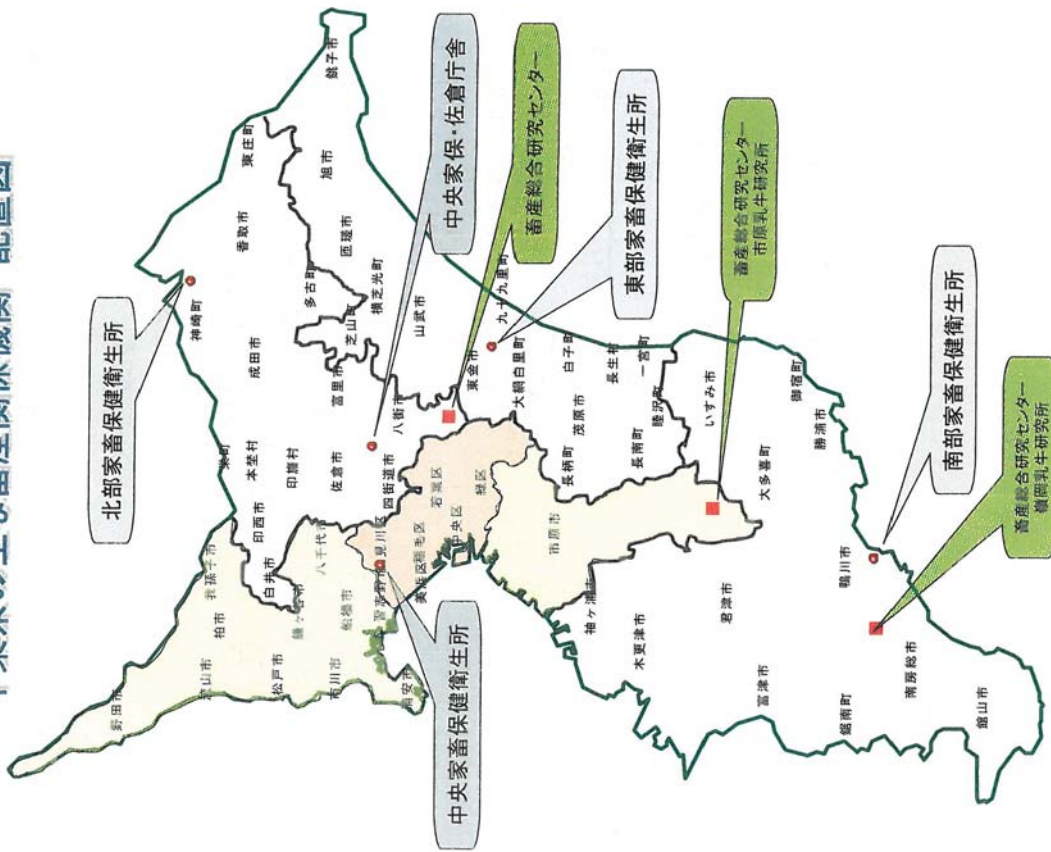 北部家畜保健衛生所
中央家保・佐倉庁舎
畜産総合研究センター
東部家畜保健衛生所
畜産総合研究センター
市原乳牛研究所
南部家畜保健衛生所
畜産総合研究センター
嶺岡乳牛研究所
中央家畜保健衛生所
銚子市
東庄町
旭市
香取市
匝瑳市
神崎町
多古町
横芝光町
芝山町
成田市
富里市
山武市
栄町
本埜村
印旛村
佐倉市
八街市
東金市
九十九里町
大網白里町
印西市
四街道市
若葉区
緑区
白子町
茂原市
長生村
一宮町
長柄町
長南町
睦沢町
いすみ市
御宿町
大多喜町
勝浦市
我孫子市
白井市
八千代市
鎌ヶ谷市
船橋市
習志野市
稲毛区
美浜区
中央区
市原市
柏市
流山市
松戸市
市川市
浦安市
野田市
袖ヶ浦市
木更津市
君津市
富津市
鴨川市
鋸南町
南房総市
館山市